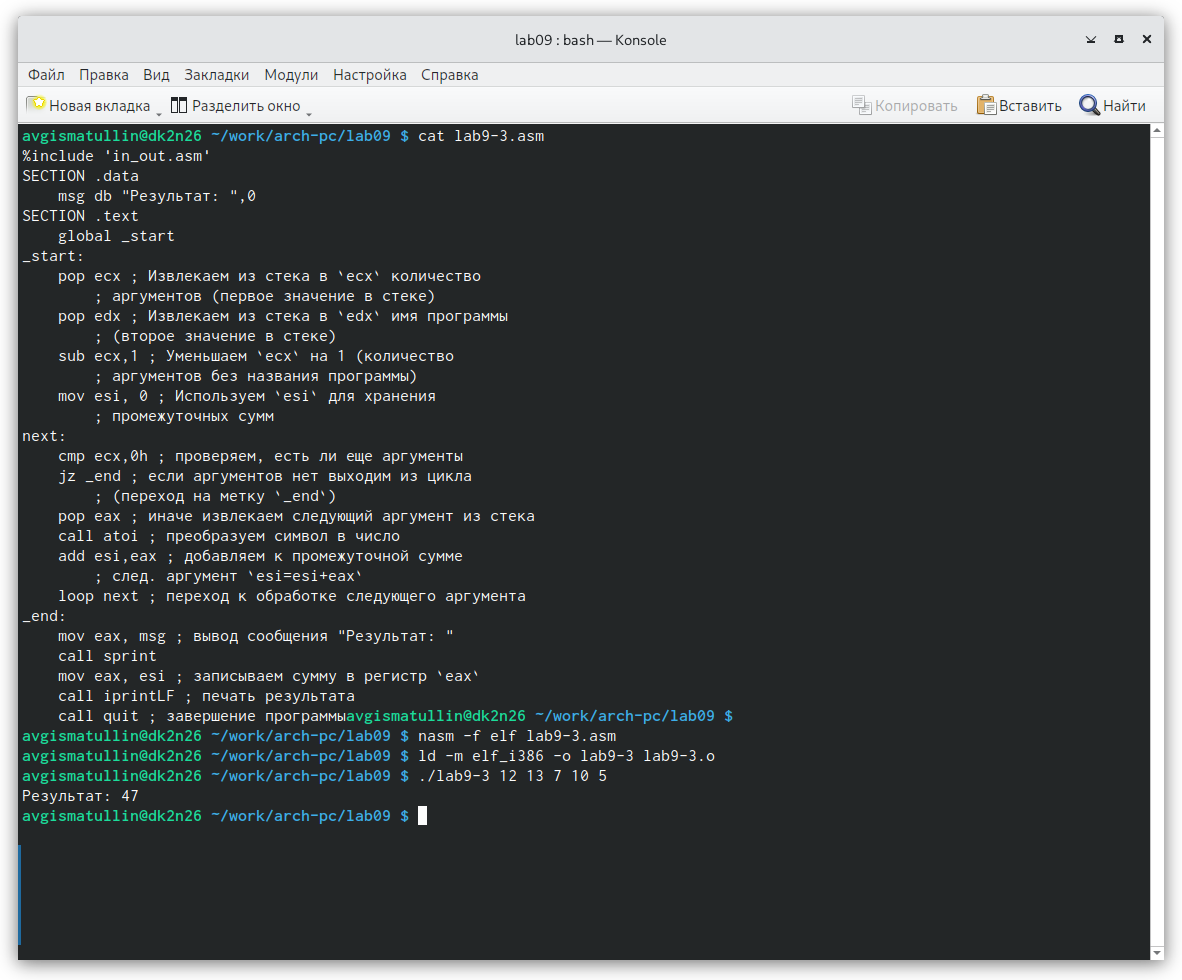 lab09 : bash — Konsole
Файл Правка Вид Закладки Модули Настройка Справка
Новая вкладка Разделить окно Копировать Вставить Найти
avgismatullin@dk2n26 ~/work/arch-pc/lab09 $ cat lab9-3.asm
%include 'in_out.asm'
SECTION .data
    msg db "Результат: ",0
SECTION .text
    global _start
_start:
    pop ecx ; Извлекаем из стека в `ecx` количество
        ; аргументов (первое значение в стеке)
    pop edx ; Извлекаем из стека в `edx` имя программы
        ; (второе значение в стеке)
    sub ecx,1 ; Уменьшаем `ecx` на 1 (количество
        ; аргументов без названия программы)
    mov esi, 0 ; Используем `esi` для хранения
        ; промежуточных сумм
next:
    cmp ecx,0h ; проверяем, есть ли еще аргументы
    jz _end ; если аргументов нет выходим из цикла
        ; (переход на метку `_end`)
    pop eax ; иначе извлекаем следующий аргумент из стека
    call atoi ; преобразуем символ в число
    add esi,eax ; добавляем к промежуточной сумме
        ; след. аргумент `esi=esi+eax`
    loop next ; переход к обработке следующего аргумента
_end:
    mov eax, msg ; вывод сообщения "Результат: "
    call sprint
    mov eax, esi ; записываем сумму в регистр `eax`
    call iprintLF ; печать результата
    call quit ; завершение программыavgismatullin@dk2n26 ~/work/arch-pc/lab09 $
avgismatullin@dk2n26 ~/work/arch-pc/lab09 $ nasm -f elf lab9-3.asm
avgismatullin@dk2n26 ~/work/arch-pc/lab09 $ ld -m elf_i386 -o lab9-3 lab9-3.o
avgismatullin@dk2n26 ~/work/arch-pc/lab09 $ ./lab9-3 12 13 7 10 5
Результат: 47
avgismatullin@dk2n26 ~/work/arch-pc/lab09 $